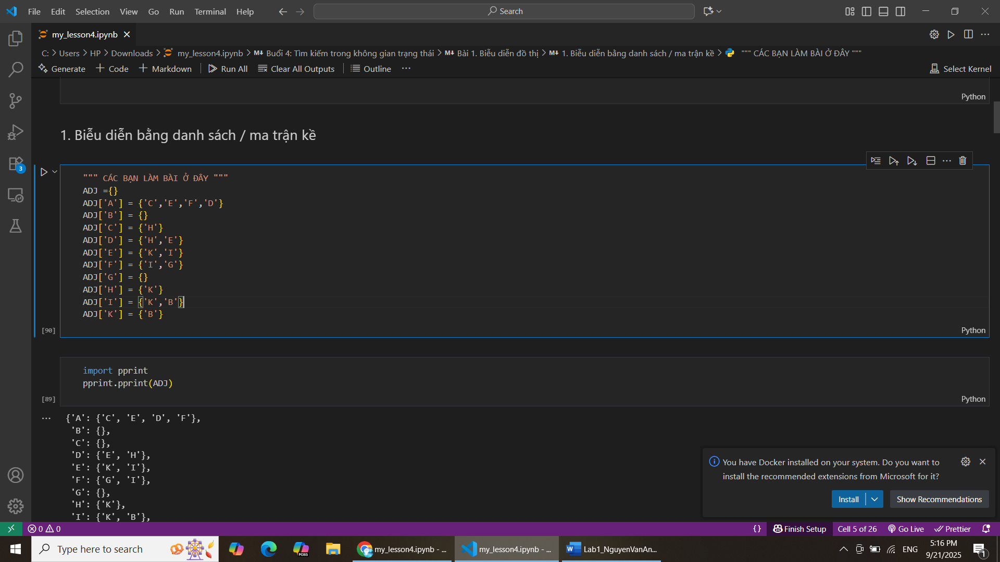 File Edit Selection View Go Run Terminal Help
Search
my_lesson4.ipynb
C: > Users > HP > Downloads > my_lesson4.ipynb > M↓ Buổi 4: Tìm kiếm trong không gian trạng thái > M↓ Bài 1. Biễu diễn đồ thị > M↓ 1. Biễu diễn bằng danh sách / ma trận kề > """ CÁC BẠN LÀM BÀI Ở ĐÂY """
Generate + Code + Markdown Run All Clear All Outputs Outline ... Select Kernel
Python
1. Biễu diễn bằng danh sách / ma trận kề
""" CÁC BẠN LÀM BÀI Ở ĐÂY """
ADJ ={}
ADJ['A'] = {'C','E','F','D'}
ADJ['B'] = {}
ADJ['C'] = {'H'}
ADJ['D'] = {'H','E'}
ADJ['E'] = {'K','I'}
ADJ['F'] = {'I','G'}
ADJ['G'] = {}
ADJ['H'] = {'K'}
ADJ['I'] = {'K','B'}
ADJ['K'] = {'B'}
[90] Python
import pprint
pprint.pprint(ADJ)
[89] Python
... {'A': {'C', 'E', 'D', 'F'},
'B': {},
'C': {},
'D': {'E', 'H'},
'E': {'K', 'I'},
'F': {'G', 'I'},
'G': {},
'H': {'K'},
'I': {'K', 'B'},
3
You have Docker installed on your system. Do you want to
install the recommended extensions from Microsoft for it?
Install Show Recommendations
0 0 {} Finish Setup Cell 5 of 26 Go Live Prettier
Type here to search
M365
my_lesson4.ipynb - ...
my_lesson4.ipynb - ...
Lab1_NguyenVanAn...
ENG
5:16 PM
9/21/2025
1